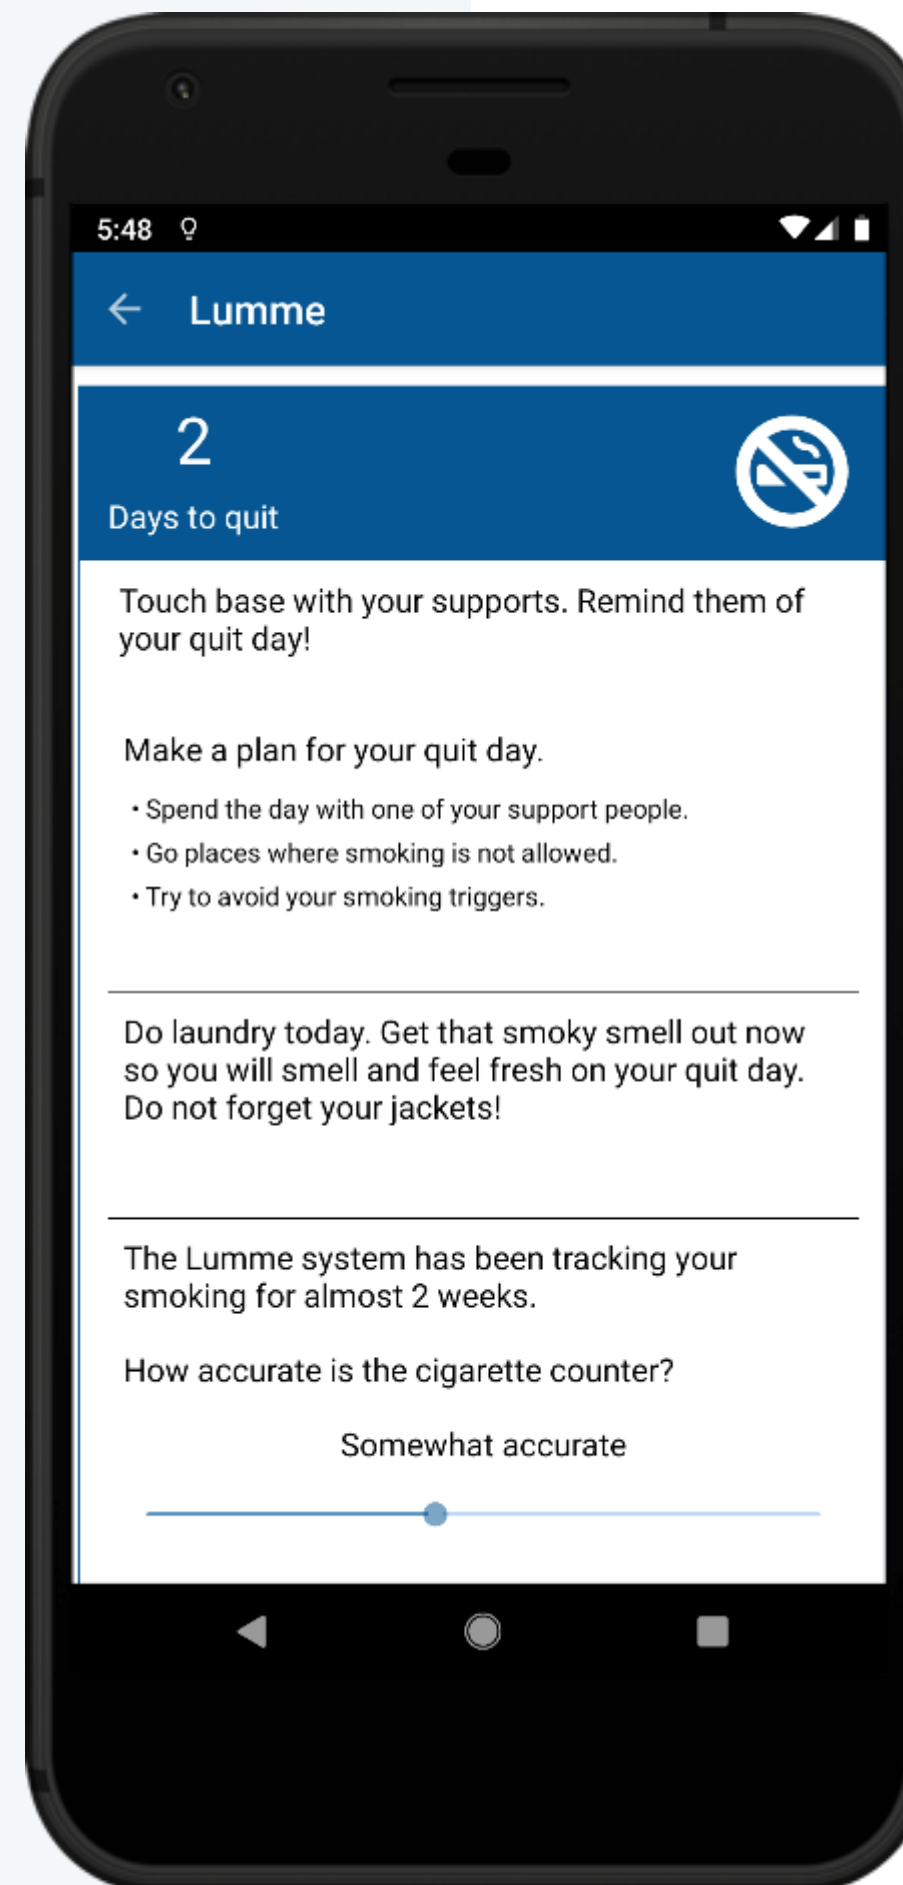 5:48
Lumme
2
Days to quit
Touch base with your supports. Remind them of
your quit day!
Make a plan for your quit day.
• Spend the day with one of your support people.
• Go places where smoking is not allowed.
• Try to avoid your smoking triggers.
Do laundry today. Get that smoky smell out now
so you will smell and feel fresh on your quit day.
Do not forget your jackets!
The Lumme system has been tracking your
smoking for almost 2 weeks.
How accurate is the cigarette counter?
Somewhat accurate